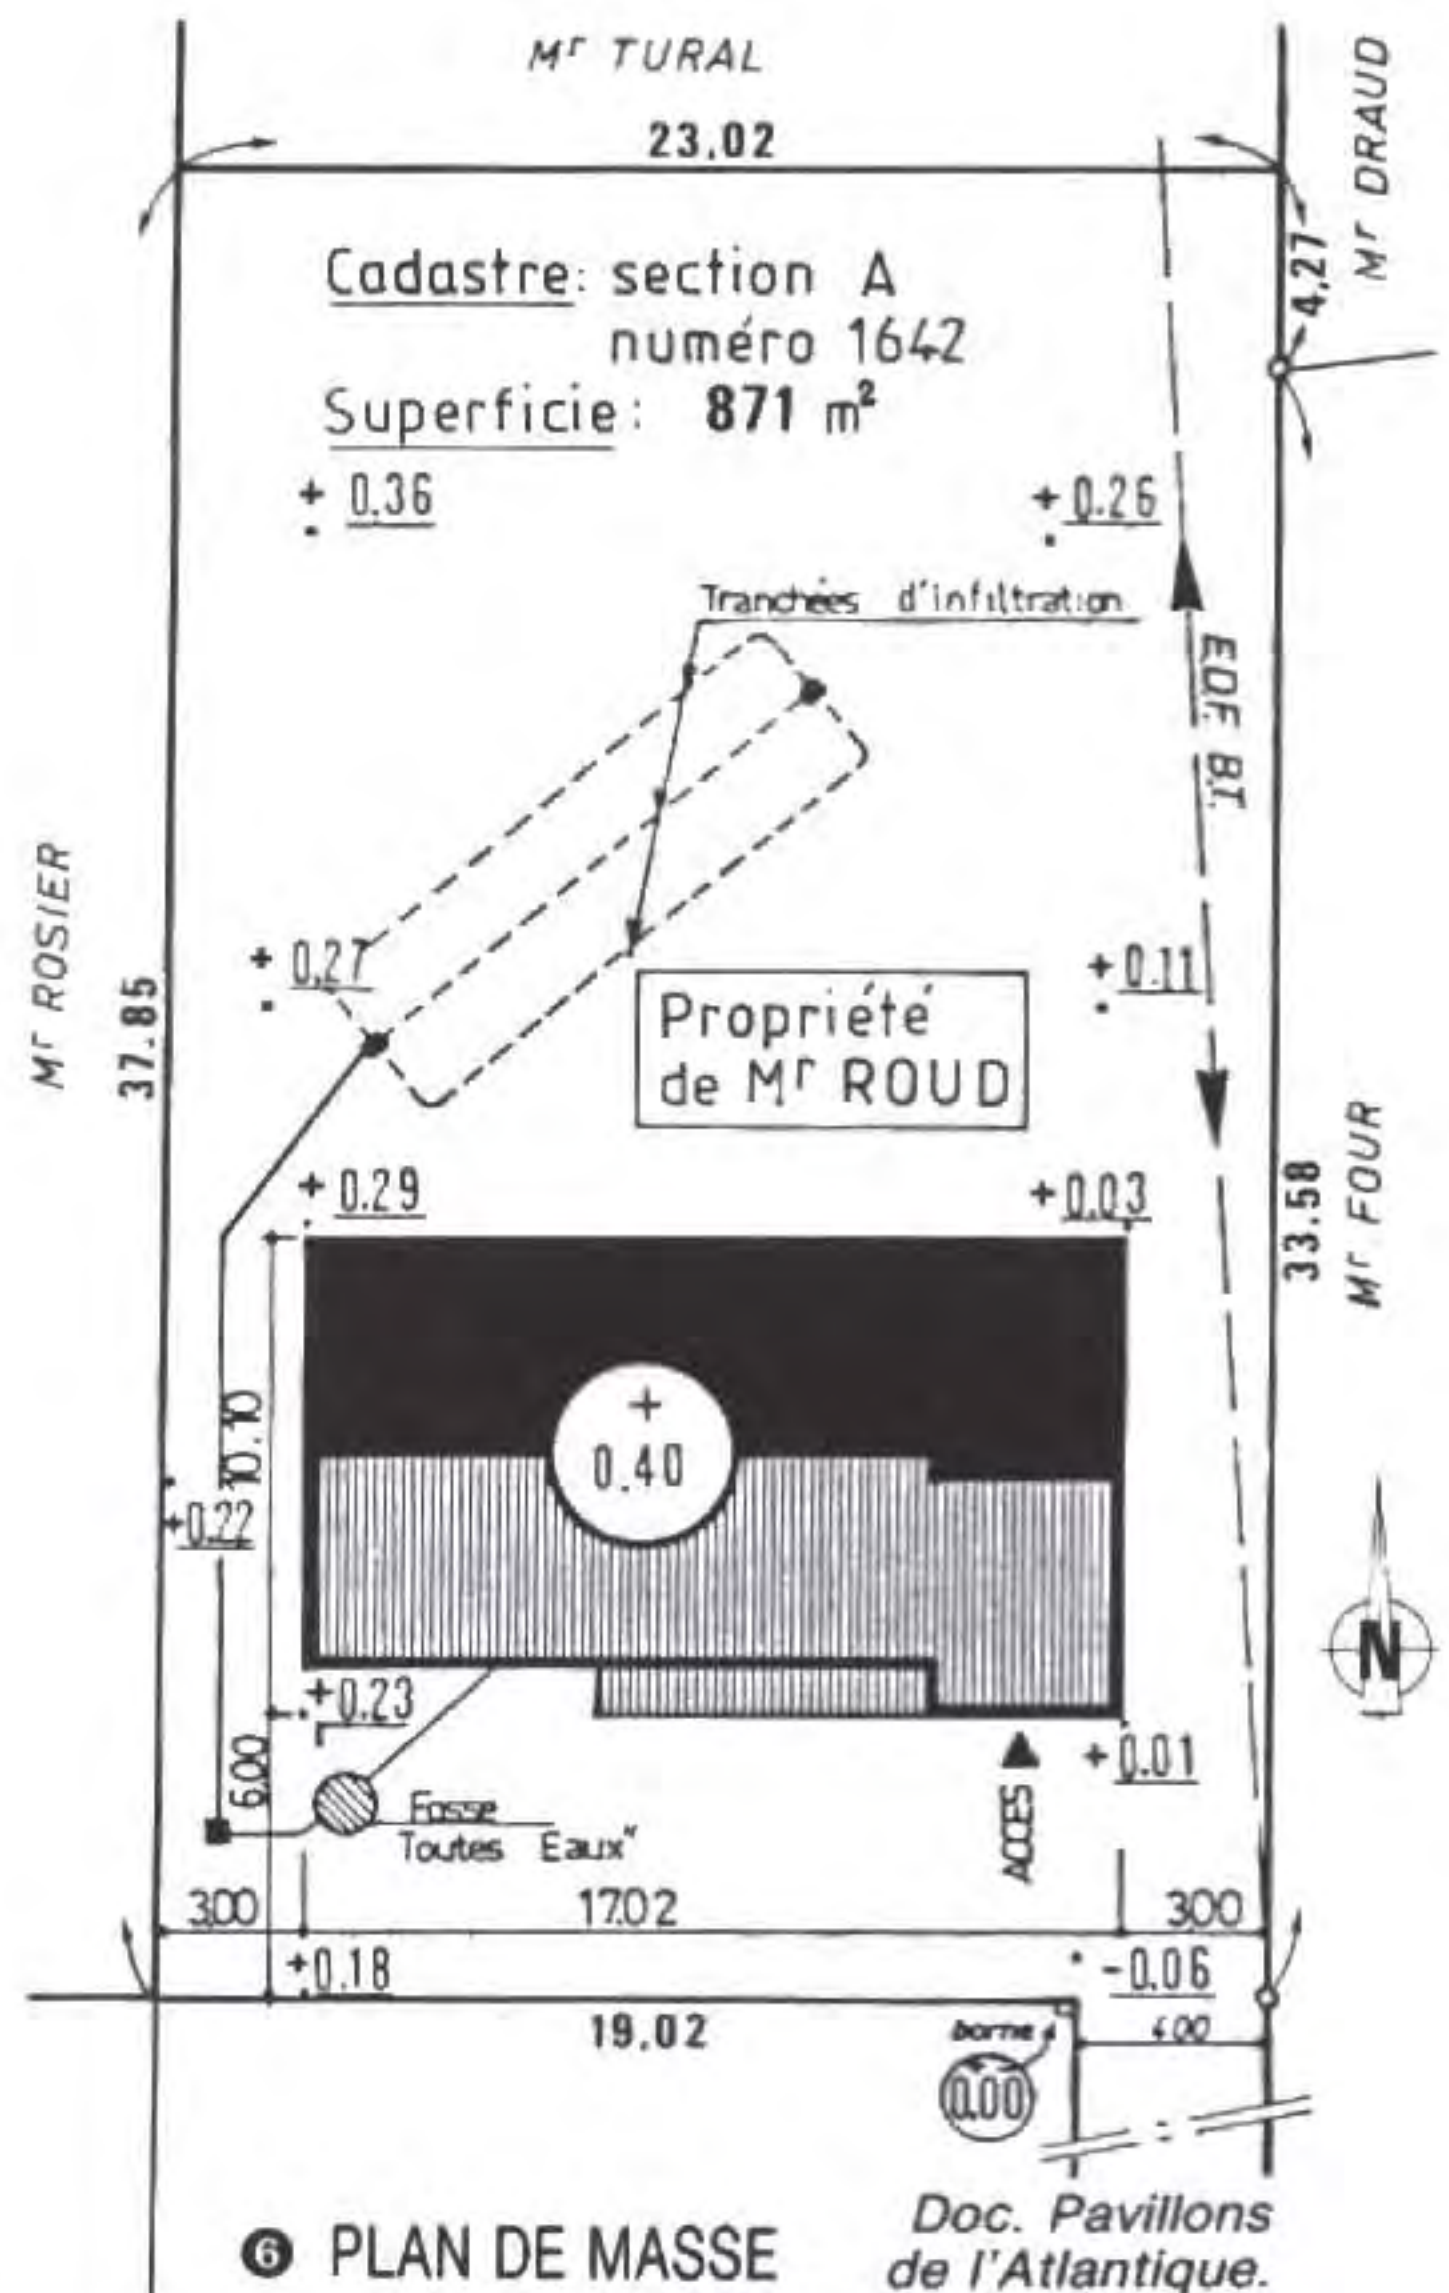 Mʳ TURAL
23.02
Mʳ DRAUD
4,27
Cadastre: section A
numéro 1642
Superficie: 871 m²
+ 0.36
+ 0.26
Tranchées d'infiltration
E.D.F. B.T.
Mʳ ROSIER
37.85
+ 0.27
+ 0.11
Propriété
de Mʳ ROUD
Mʳ FOUR
33.58
+ 0.29
+ 0.03
+
0.40
10.10
+0.22
N
+0.23
+0.01
6.00
Fosse
Toutes Eaux"
ACCES
3.00
17.02
3.00
+0.18
-0.06
19,02
borne
4.00
0.00
6 PLAN DE MASSE
Doc. Pavillons
de l'Atlantique.